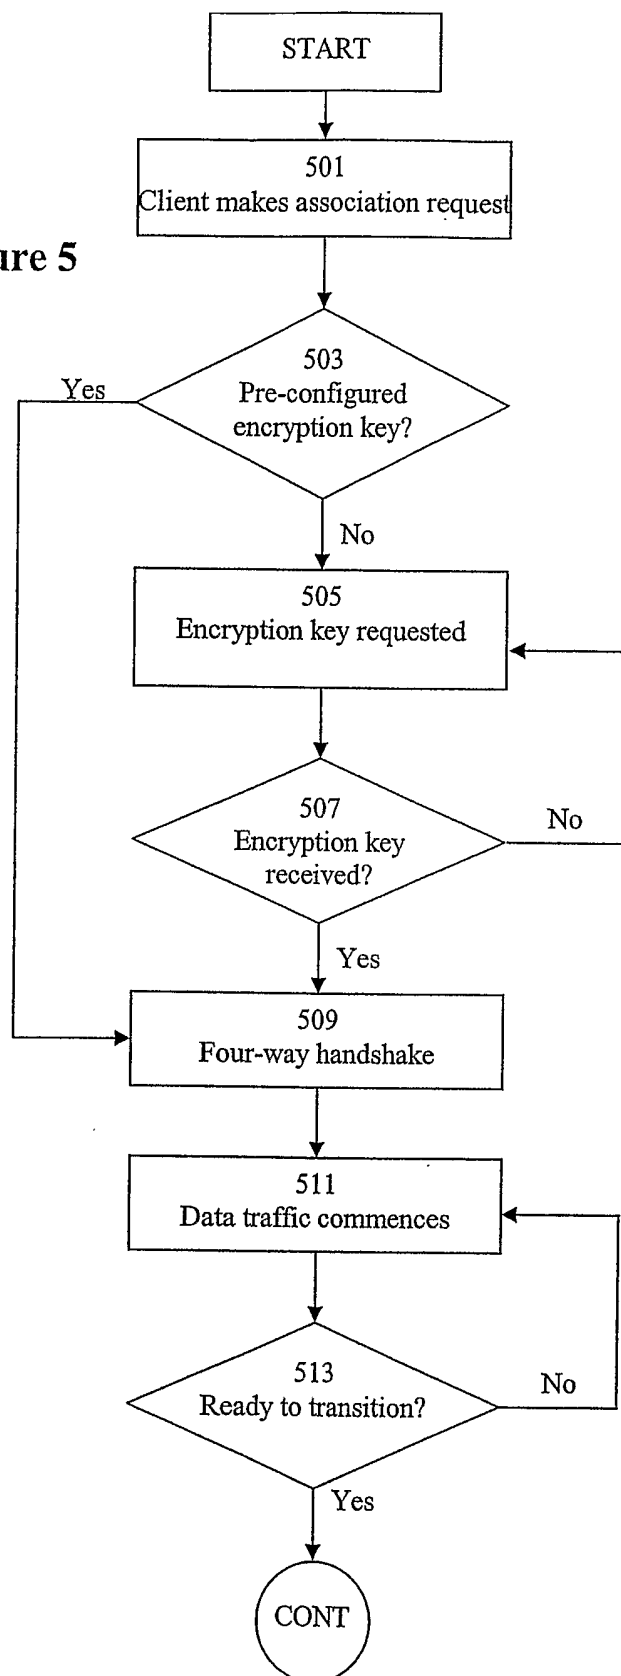 START
501
Client makes association request
ure 5
503
Pre-configured
encryption key?
Yes
No
505
Encryption key requested
507
Encryption key
received?
No
Yes
509
Four-way handshake
511
Data traffic commences
513
Ready to transition?
No
Yes
CONT